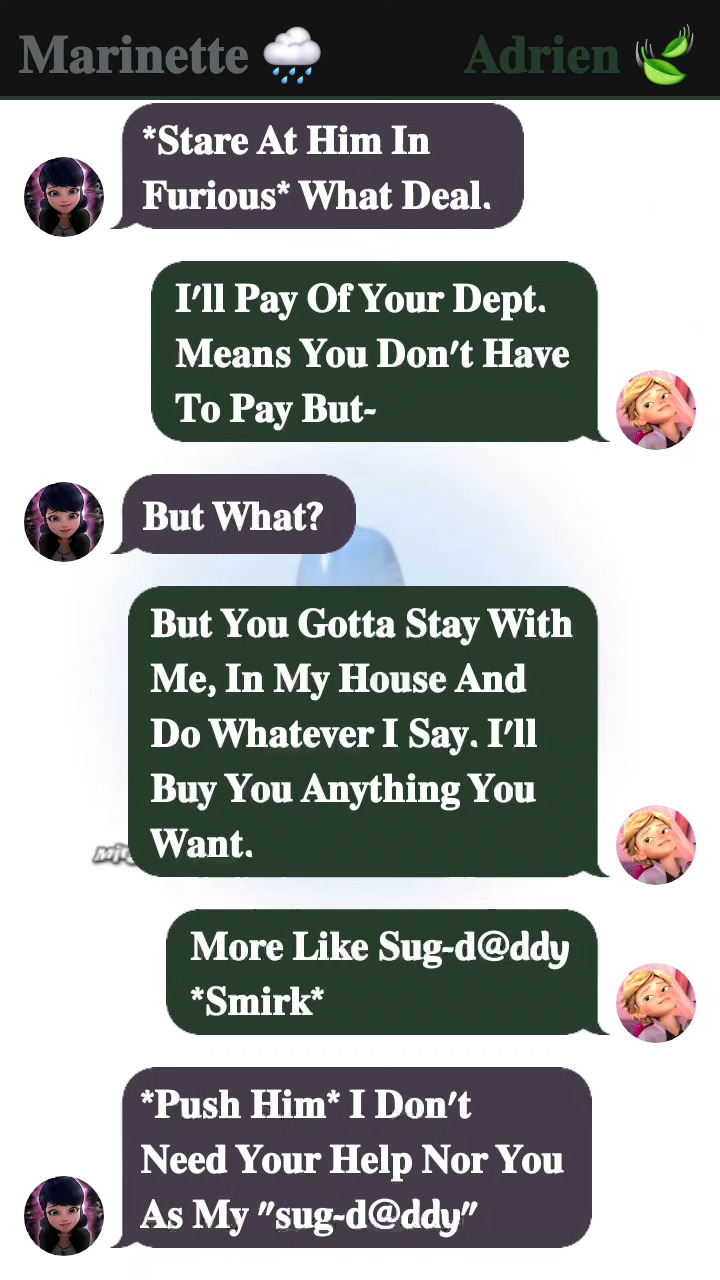 Marinette 🌧️ Adrien 🍃
*Stare At Him In
Furious* What Deal.
I'll Pay Of Your Dept.
Means You Don't Have
To Pay But-
But What?
But You Gotta Stay With
Me, In My House And
Do Whatever I Say. I'll
Buy You Anything You
Want.
More Like Sug-d@ddy
*Smirk*
*Push Him* I Don't
Need Your Help Nor You
As My "sug-d@ddy"